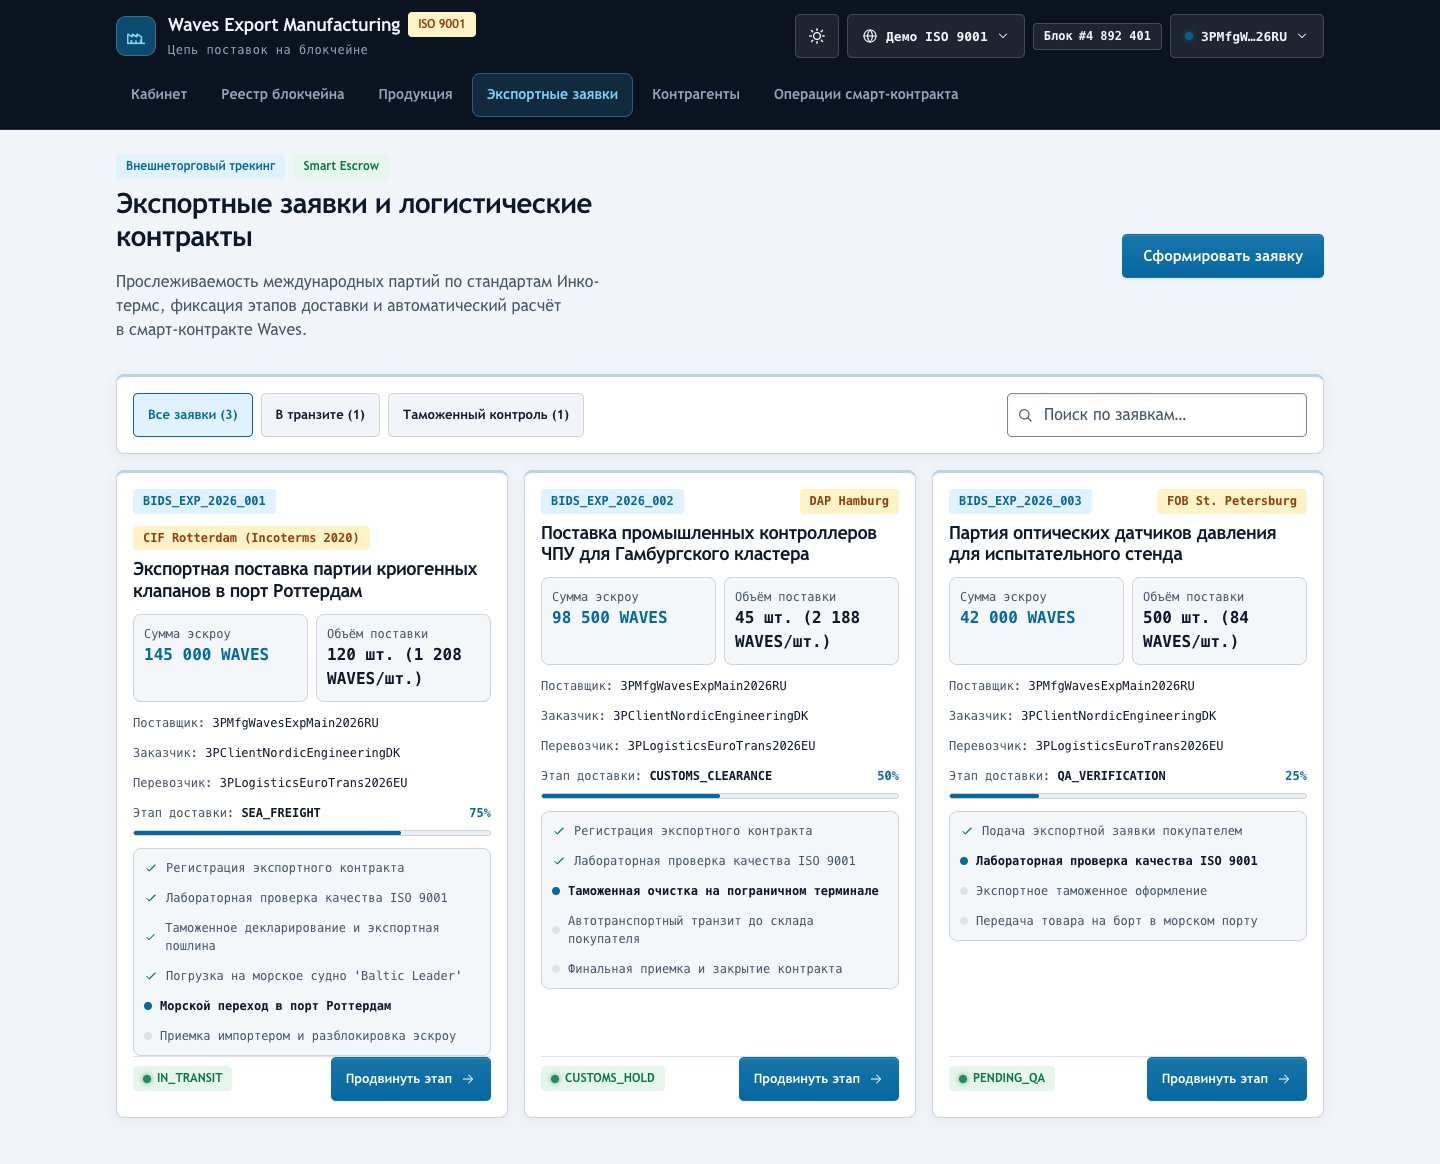 Waves Export Manufacturing ISO 9001
Цепь поставок на блокчейне
Демо ISO 9001
Блок #4 892 401
3PMfgW…26RU
Кабинет Реестр блокчейна Продукция Экспортные заявки Контрагенты Операции смарт-контракта
Внешнеторговый трекинг Smart Escrow
Экспортные заявки и логистические
контракты
Прослеживаемость международных партий по стандартам Инко-
термс, фиксация этапов доставки и автоматический расчёт
в смарт-контракте Waves.
Сформировать заявку
Все заявки (3) В транзите (1) Таможенный контроль (1)
Поиск по заявкам...
BIDS_EXP_2026_001
CIF Rotterdam (Incoterms 2020)
Экспортная поставка партии криогенных
клапанов в порт Роттердам
Сумма эскроу
145 000 WAVES
Объём поставки
120 шт. (1 208
WAVES/шт.)
Поставщик: 3PMfgWavesExpMain2026RU
Заказчик: 3PClientNordicEngineeringDK
Перевозчик: 3PLogisticsEuroTrans2026EU
Этап доставки: SEA_FREIGHT 75%
Регистрация экспортного контракта
Лабораторная проверка качества ISO 9001
Таможенное декларирование и экспортная
пошлина
Погрузка на морское судно 'Baltic Leader'
Морской переход в порт Роттердам
Приемка импортером и разблокировка эскроу
IN_TRANSIT
Продвинуть этап
BIDS_EXP_2026_002 DAP Hamburg
Поставка промышленных контроллеров
ЧПУ для Гамбургского кластера
Сумма эскроу
98 500 WAVES
Объём поставки
45 шт. (2 188
WAVES/шт.)
Поставщик: 3PMfgWavesExpMain2026RU
Заказчик: 3PClientNordicEngineeringDK
Перевозчик: 3PLogisticsEuroTrans2026EU
Этап доставки: CUSTOMS_CLEARANCE 50%
Регистрация экспортного контракта
Лабораторная проверка качества ISO 9001
Таможенная очистка на пограничном терминале
Автотранспортный транзит до склада
покупателя
Финальная приемка и закрытие контракта
CUSTOMS_HOLD
Продвинуть этап
BIDS_EXP_2026_003 FOB St. Petersburg
Партия оптических датчиков давления
для испытательного стенда
Сумма эскроу
42 000 WAVES
Объём поставки
500 шт. (84
WAVES/шт.)
Поставщик: 3PMfgWavesExpMain2026RU
Заказчик: 3PClientNordicEngineeringDK
Перевозчик: 3PLogisticsEuroTrans2026EU
Этап доставки: QA_VERIFICATION 25%
Подача экспортной заявки покупателем
Лабораторная проверка качества ISO 9001
Экспортное таможенное оформление
Передача товара на борт в морском порту
PENDING_QA
Продвинуть этап